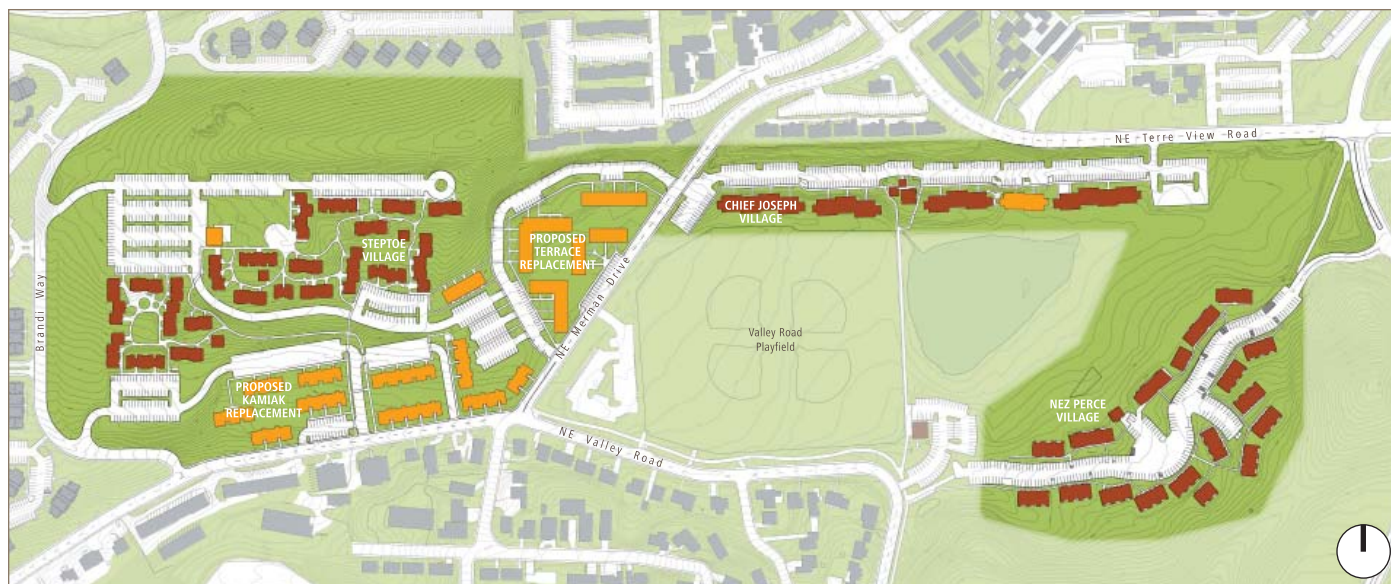 NE Terre View Road
CHIEF JOSEPH
VILLAGE
STEPTOE
VILLAGE
PROPOSED
TERRACE
REPLACEMENT
Brandi Way
NE Merman Drive
Valley Road
Playfield
PROPOSED
KAMIAK
REPLACEMENT
NEZ PERCE
VILLAGE
NE Valley Road